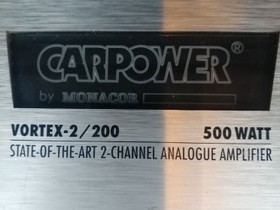 CARPOWER®
by MONACOR
VORTEX-2/200 500 WATT
STATE-OF-THE-ART 2-CHANNEL ANALOGUE AMPLIFIER